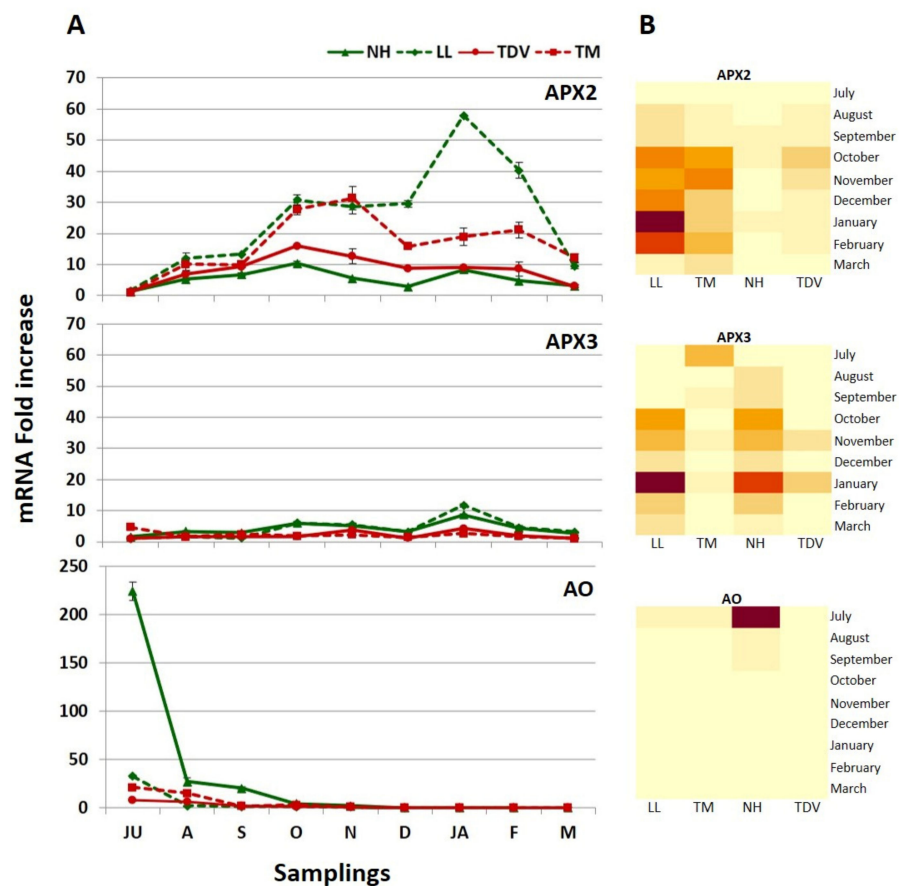 A
B
NH LL TDV TM
APX2
70
60
50
40
30
20
10
0
APX3
70
60
50
40
30
20
10
0
AO
250
200
150
100
50
0
JU A S O N D JA F M
Samplings
mRNA Fold increase
APX2
July
August
September
October
November
December
January
February
March
LL TM NH TDV
APX3
July
August
September
October
November
December
January
February
March
LL TM NH TDV
AO
July
August
September
October
November
December
January
February
March
LL TM NH TDV